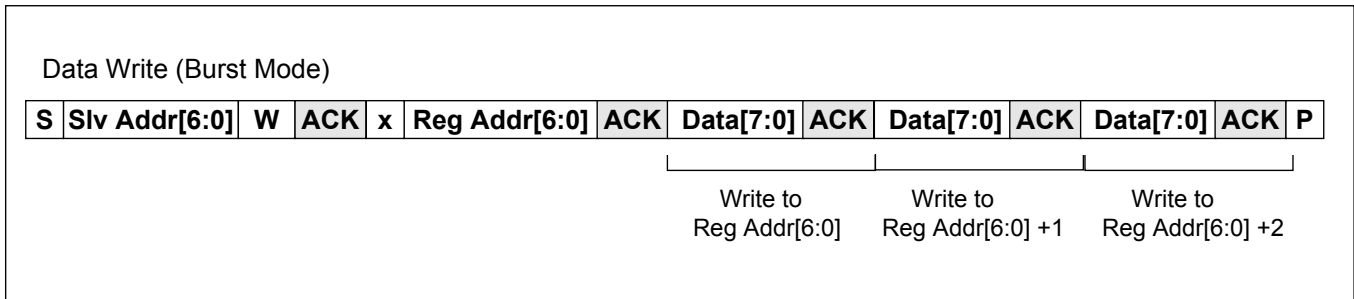 Data Write (Burst Mode)
S Slv Addr[6:0] W ACK x Reg Addr[6:0] ACK Data[7:0] ACK Data[7:0] ACK Data[7:0] ACK P
Write to Write to Write to
Reg Addr[6:0] Reg Addr[6:0] +1 Reg Addr[6:0] +2